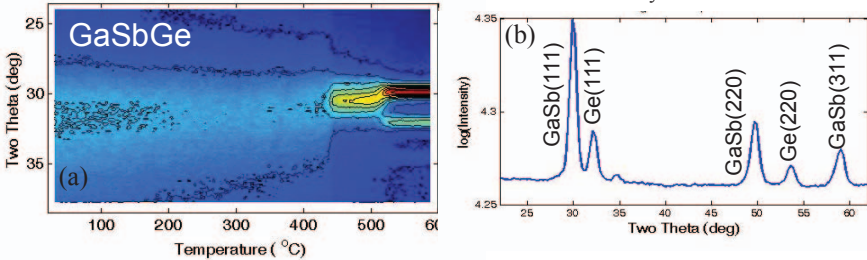 GaSbGe
(a)
25
30
35
Two Theta (deg)
100
200
300
400
500
60
Temperature ( °C)
(b)
4.35
4.3
4.25
log(Intensity)
GaSb(111)
Ge(111)
GaSb(220)
Ge(220)
GaSb(311)
25
30
35
40
45
50
55
60
Two Theta (deg)